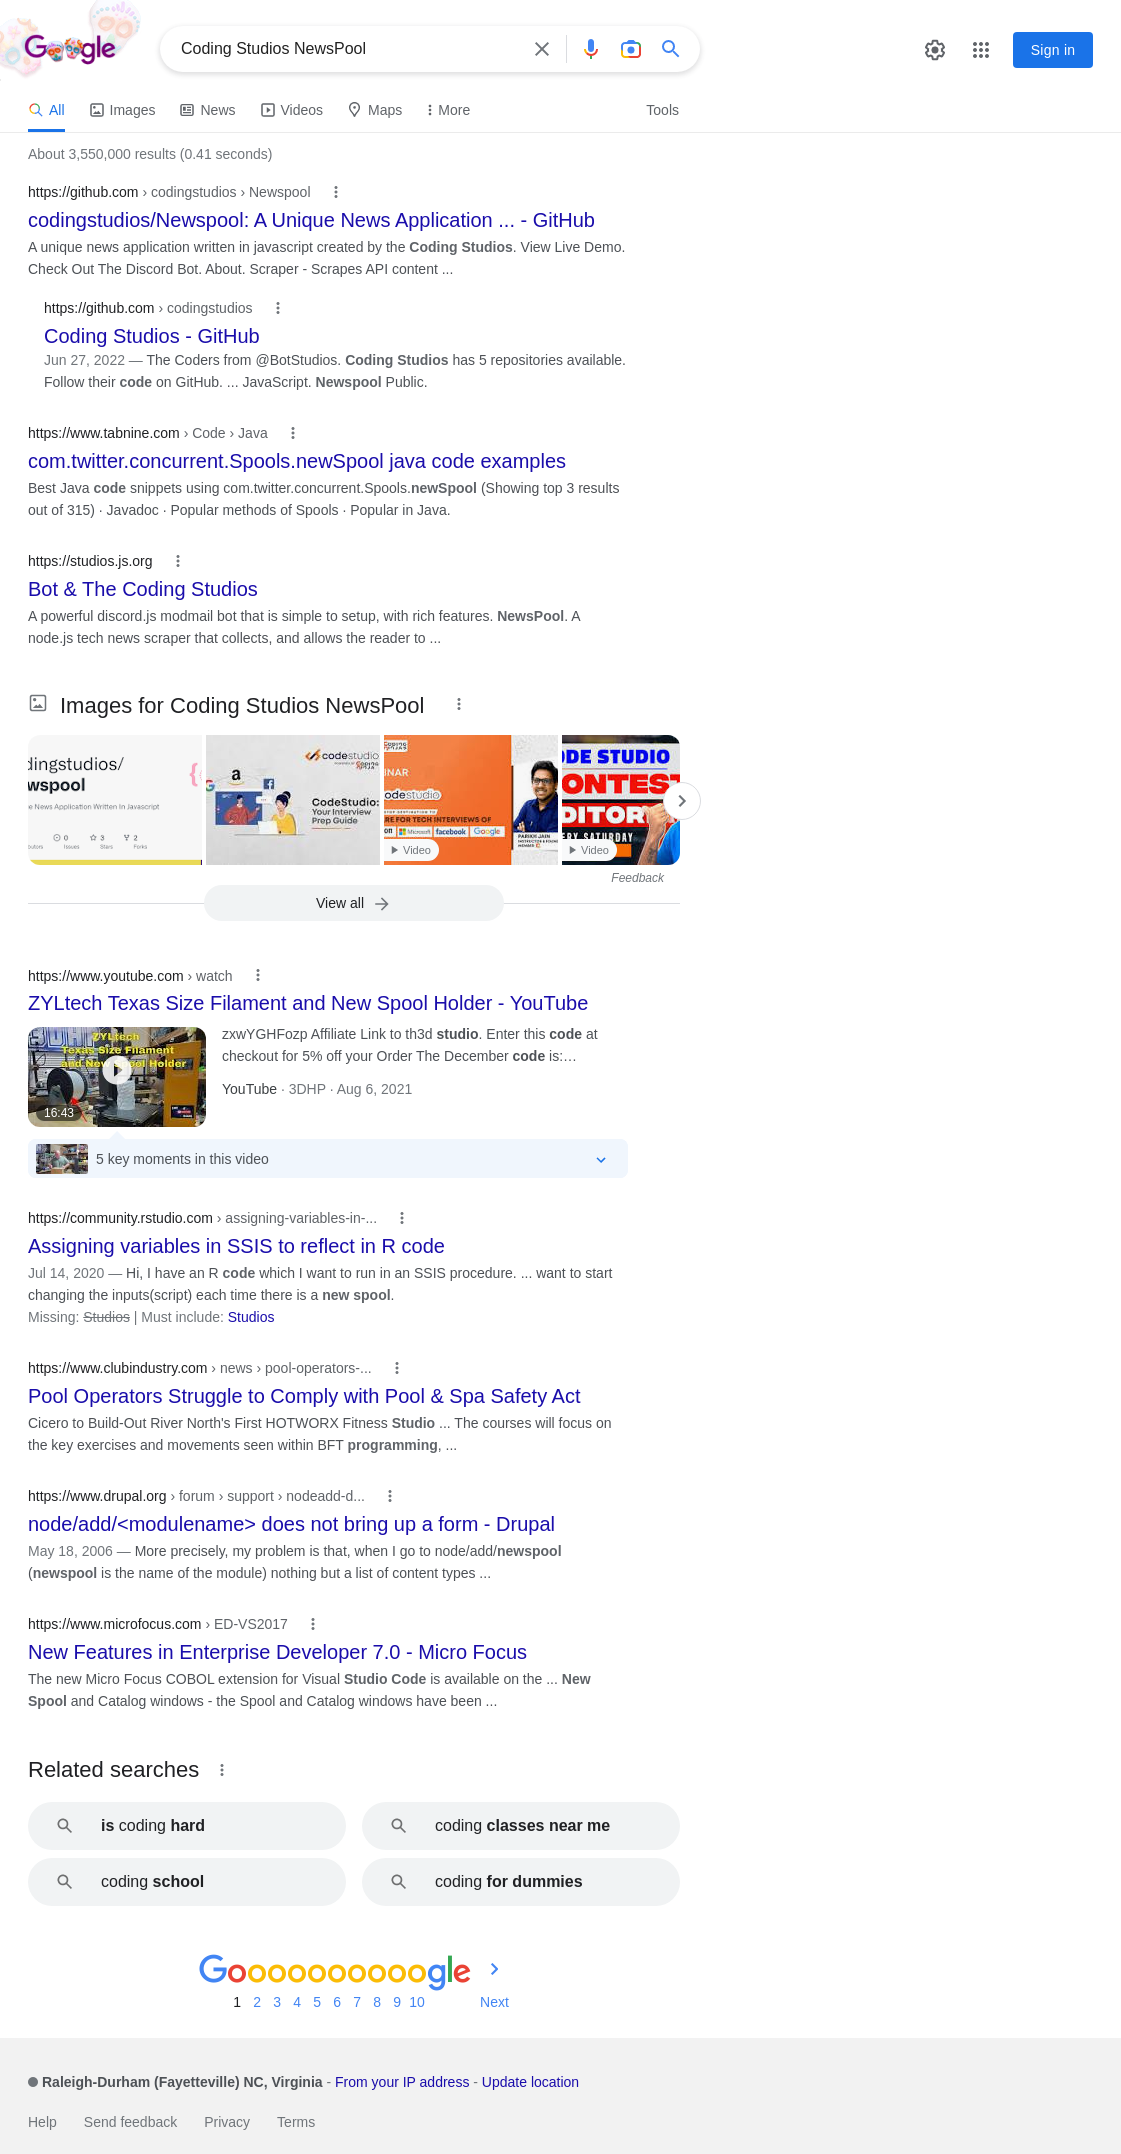 Google
Coding Studios NewsPool
Sign in
All
Images
News
Videos
Maps
More
Tools
About 3,550,000 results (0.41 seconds)
https://github.com › codingstudios › Newspool
codingstudios/Newspool: A Unique News Application ... - GitHub
A unique news application written in javascript created by the Coding Studios. View Live Demo.
Check Out The Discord Bot. About. Scraper - Scrapes API content ...
https://github.com › codingstudios
Coding Studios - GitHub
Jun 27, 2022 — The Coders from @BotStudios. Coding Studios has 5 repositories available.
Follow their code on GitHub. ... JavaScript. Newspool Public.
https://www.tabnine.com › Code › Java
com.twitter.concurrent.Spools.newSpool java code examples
Best Java code snippets using com.twitter.concurrent.Spools.newSpool (Showing top 3 results
out of 315) · Javadoc · Popular methods of Spools · Popular in Java.
https://studios.js.org
Bot & The Coding Studios
A powerful discord.js modmail bot that is simple to setup, with rich features. NewsPool. A
node.js tech news scraper that collects, and allows the reader to ...
Images for Coding Studios NewsPool
dingstudios/
wspool
e News Application Written In Javascript
0
3
2
Issues
Stars
Forks
codestudio
a
CodeStudio:
Your Interview
Prep Guide
INAR
odestudio
RE FOR TECH INTERVIEWS OF
on
Microsoft
facebook
Google
PARIKH JAIN
Video
ODE STUDIO
ONTEST
DITOR
RY SATURDAY
Video
Feedback
View all
https://www.youtube.com › watch
ZYLtech Texas Size Filament and New Spool Holder - YouTube
ZYLtech
Texas Size Filament
and New Spool Holder
16:43
zxwYGHFozp Affiliate Link to th3d studio. Enter this code at
checkout for 5% off your Order The December code is:...
YouTube · 3DHP · Aug 6, 2021
5 key moments in this video
https://community.rstudio.com › assigning-variables-in-...
Assigning variables in SSIS to reflect in R code
Jul 14, 2020 — Hi, I have an R code which I want to run in an SSIS procedure. ... want to start
changing the inputs(script) each time there is a new spool.
Missing: Studios | Must include: Studios
https://www.clubindustry.com › news › pool-operators-...
Pool Operators Struggle to Comply with Pool & Spa Safety Act
Cicero to Build-Out River North's First HOTWORX Fitness Studio ... The courses will focus on
the key exercises and movements seen within BFT programming, ...
https://www.drupal.org › forum › support › nodeadd-d...
node/add/<modulename> does not bring up a form - Drupal
May 18, 2006 — More precisely, my problem is that, when I go to node/add/newspool
(newspool is the name of the module) nothing but a list of content types ...
https://www.microfocus.com › ED-VS2017
New Features in Enterprise Developer 7.0 - Micro Focus
The new Micro Focus COBOL extension for Visual Studio Code is available on the ... New
Spool and Catalog windows - the Spool and Catalog windows have been ...
Related searches
is coding hard
coding classes near me
coding school
coding for dummies
Goooooooooogle
1 2 3 4 5 6 7 8 9 10 Next
Raleigh-Durham (Fayetteville) NC, Virginia - From your IP address - Update location
Help
Send feedback
Privacy
Terms